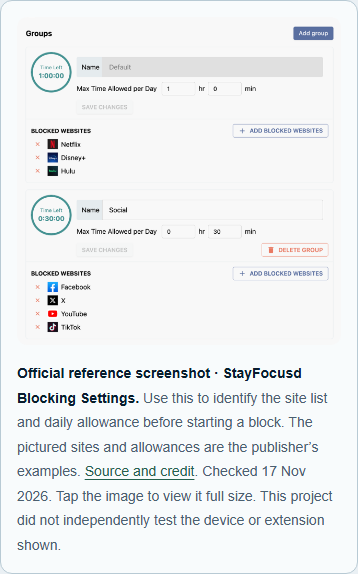 Groups
Add group
Time Left
1:00:00
Name Default
Max Time Allowed per Day 1 hr 0 min
SAVE CHANGES
BLOCKED WEBSITES
+ ADD BLOCKED WEBSITES
× Netflix
× Disney+
× Hulu
Time Left
0:30:00
Name Social
Max Time Allowed per Day 0 hr 30 min
SAVE CHANGES
DELETE GROUP
BLOCKED WEBSITES
+ ADD BLOCKED WEBSITES
× Facebook
× X
× YouTube
× TikTok
Official reference screenshot · StayFocusd
Blocking Settings. Use this to identify the site list
and daily allowance before starting a block. The
pictured sites and allowances are the publisher's
examples. Source and credit. Checked 17 Nov
2026. Tap the image to view it full size. This project
did not independently test the device or extension
shown.